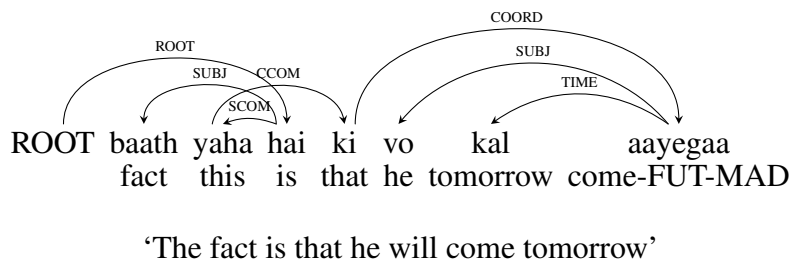 COORD
ROOT SUBJ
SUBJ CCOM TIME
SCOM
ROOT baath yaha hai ki vo kal aayegaa
fact this is that he tomorrow come-FUT-MAD
‘The fact is that he will come tomorrow’